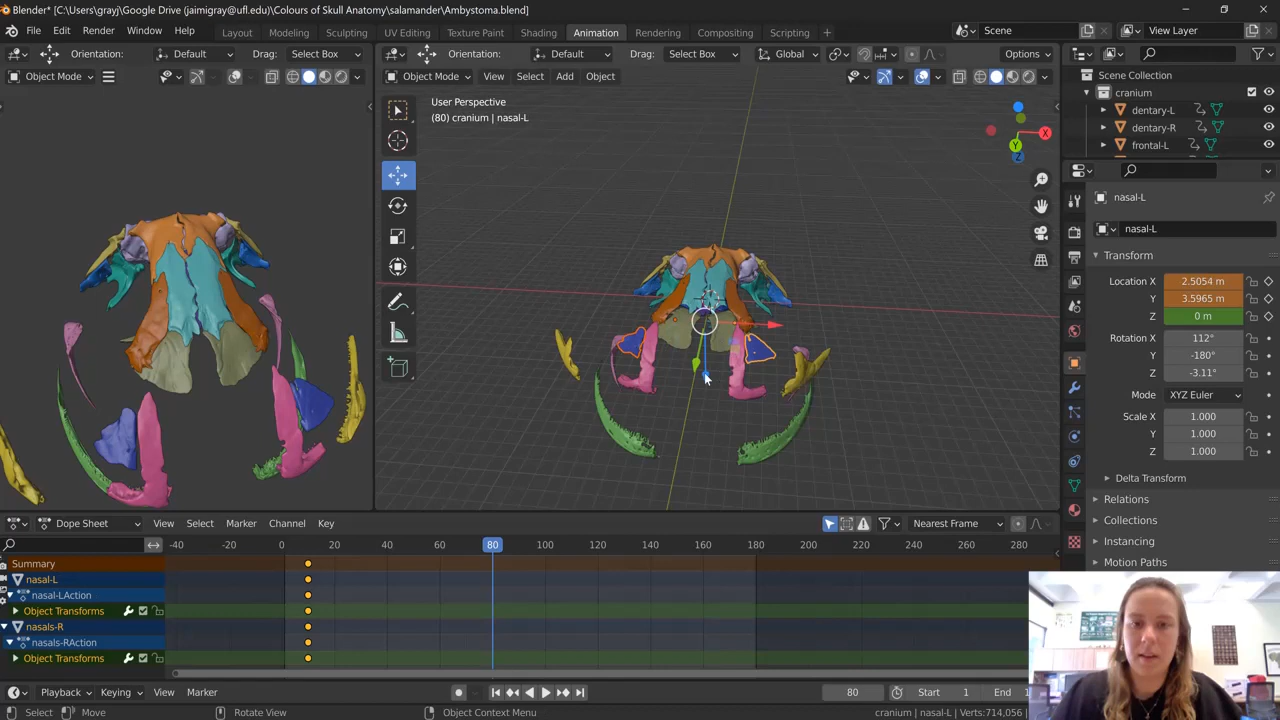 Blender* [C:\Users\grayj\Google Drive (jaimigray@ufl.edu)\Colours of Skull Anatomy\salamander\Ambystoma.blend]
File Edit Render Window Help Layout Modeling Sculpting UV Editing Texture Paint Shading Animation Rendering Compositing Scripting + Scene View Layer
Orientation: Default Drag: Select Box Orientation: Default Drag: Select Box Global Options
Object Mode Object Mode View Select Add Object
User Perspective
(80) cranium | nasal-L
Scene Collection
cranium
dentary-L
dentary-R
frontal-L
X
Y
Z
nasal-L
nasal-L
Transform
Location X 2.5054 m
Y 3.5965 m
Z 0 m
Rotation X 112°
Y -180°
Z -3.11°
Mode XYZ Euler
Scale X 1.000
Y 1.000
Z 1.000
Delta Transform
Relations
Collections
Instancing
Motion Paths
Dope Sheet View Select Marker Channel Key Nearest Frame
-40 -20 0 20 40 60 80 100 120 140 160 180 200 220 240 260 280
Summary
nasal-L
nasal-LAction
Object Transforms
nasals-R
nasals-RAction
Object Transforms
Playback Keying View Marker 80 Start 1 End
Select Move Rotate View Object Context Menu cranium | nasal-L | Verts:714,056